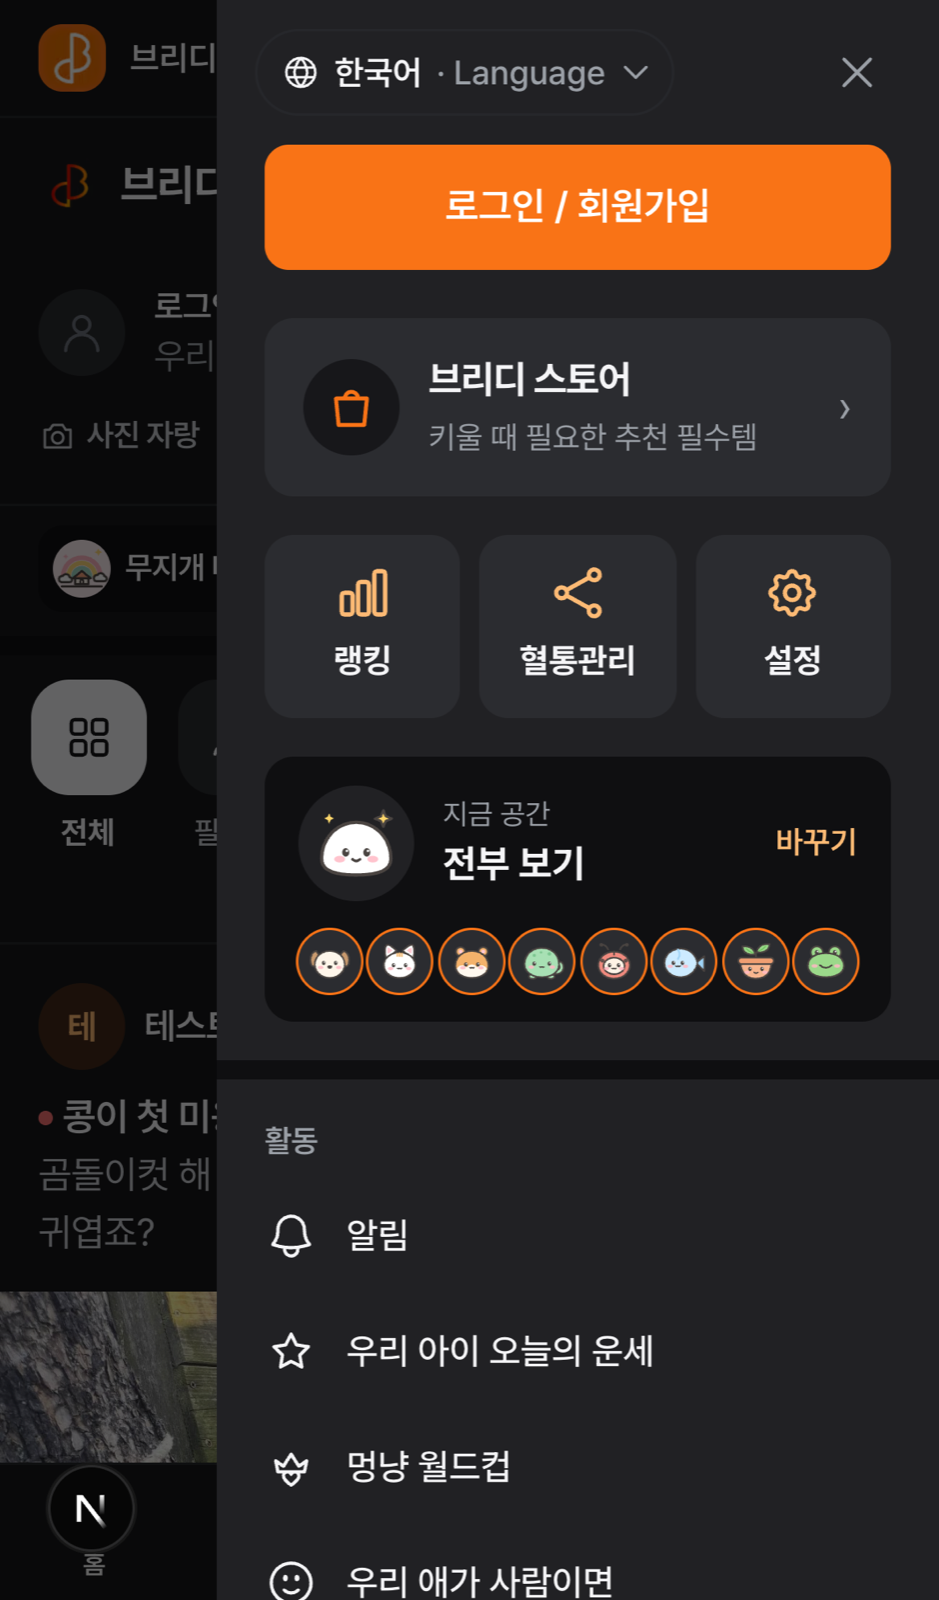 브리디
한국어 · Language
로그인 / 회원가입
브리디
로그인
우리
사진 자랑
브리디 스토어
키울 때 필요한 추천 필수템
무지개
랭킹
혈통관리
설정
전체
필
지금 공간
전부 보기
바꾸기
테
테스트
콩이 첫 미용
곰돌이컷 해
귀엽죠?
활동
알림
우리 아이 오늘의 운세
멍냥 월드컵
우리 애가 사람이면
N
홈